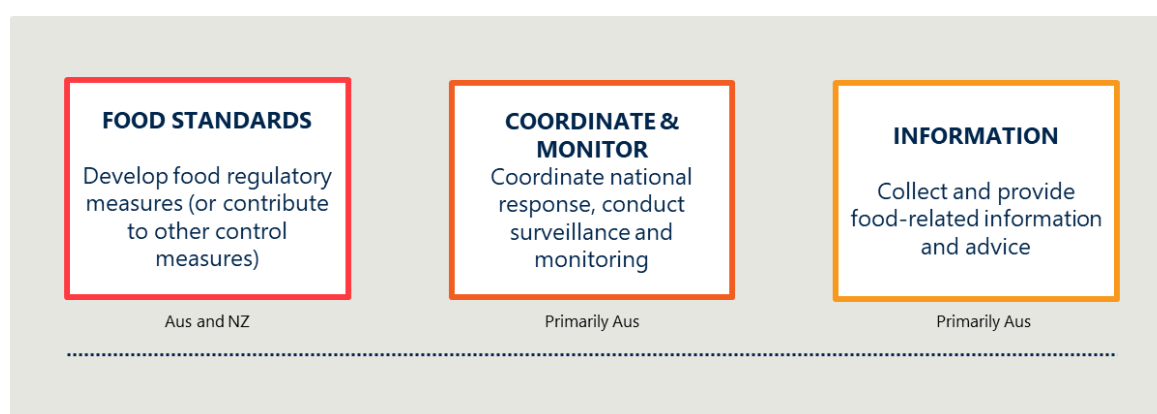 FOOD STANDARDS
Develop food regulatory
measures (or contribute
to other control
measures)
Aus and NZ
COORDINATE &
MONITOR
Coordinate national
response, conduct
surveillance and
monitoring
Primarily Aus
INFORMATION
Collect and provide
food-related information
and advice
Primarily Aus